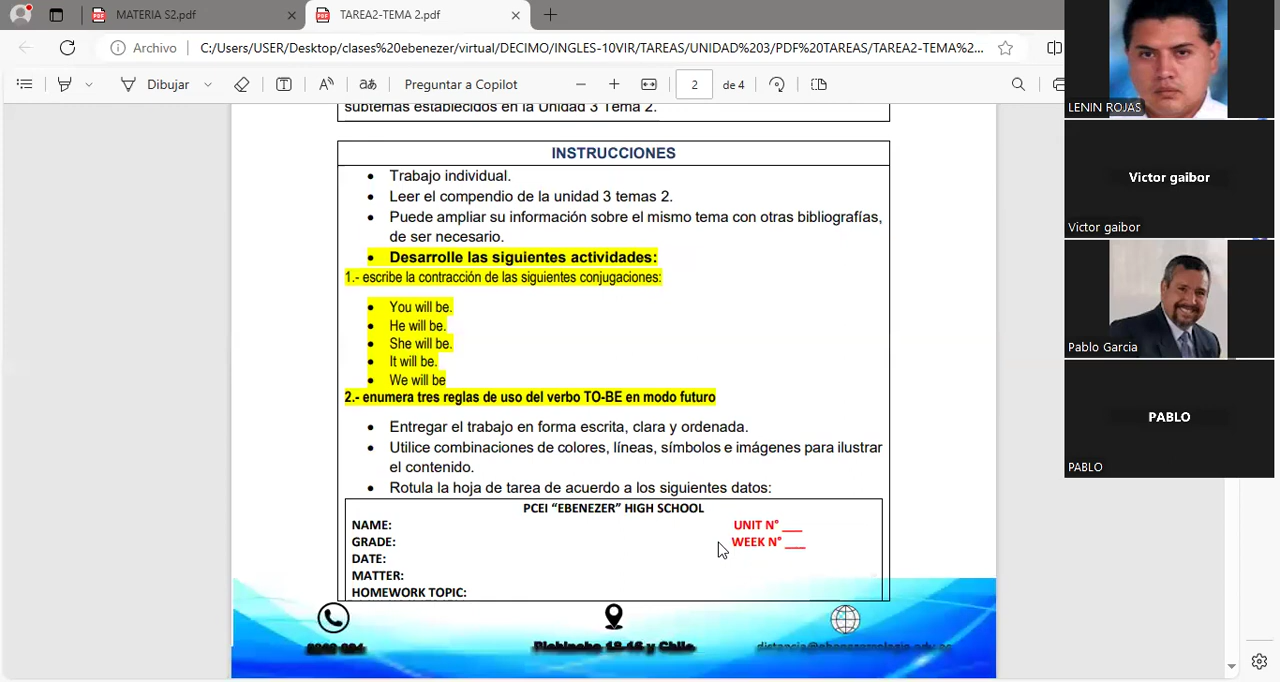 MATERIA S2.pdf
TAREA2-TEMA 2.pdf
Archivo
C:/Users/USER/Desktop/clases%20ebenezer/virtual/DECIMO/INGLES-10VIR/TAREAS/UNIDAD%203/PDF%20TAREAS/TAREA2-TEMA%2...
Dibujar
Preguntar a Copilot
2
de 4
subtemas establecidos en la Unidad 3 Tema 2.
INSTRUCCIONES
• Trabajo individual.
• Leer el compendio de la unidad 3 temas 2.
• Puede ampliar su información sobre el mismo tema con otras bibliografías,
de ser necesario.
• Desarrolle las siguientes actividades:
1.- escribe la contracción de las siguientes conjugaciones:
• You will be.
• He will be.
• She will be.
• It will be.
• We will be
2.- enumera tres reglas de uso del verbo TO-BE en modo futuro
• Entregar el trabajo en forma escrita, clara y ordenada.
• Utilice combinaciones de colores, líneas, símbolos e imágenes para ilustrar
el contenido.
• Rotula la hoja de tarea de acuerdo a los siguientes datos:
PCEI “EBENEZER” HIGH SCHOOL
NAME:
UNIT N° ___
GRADE:
WEEK N° ___
DATE:
MATTER:
HOMEWORK TOPIC:
LENIN ROJAS
Victor gaibor
Victor gaibor
Pablo Garcia
PABLO
PABLO